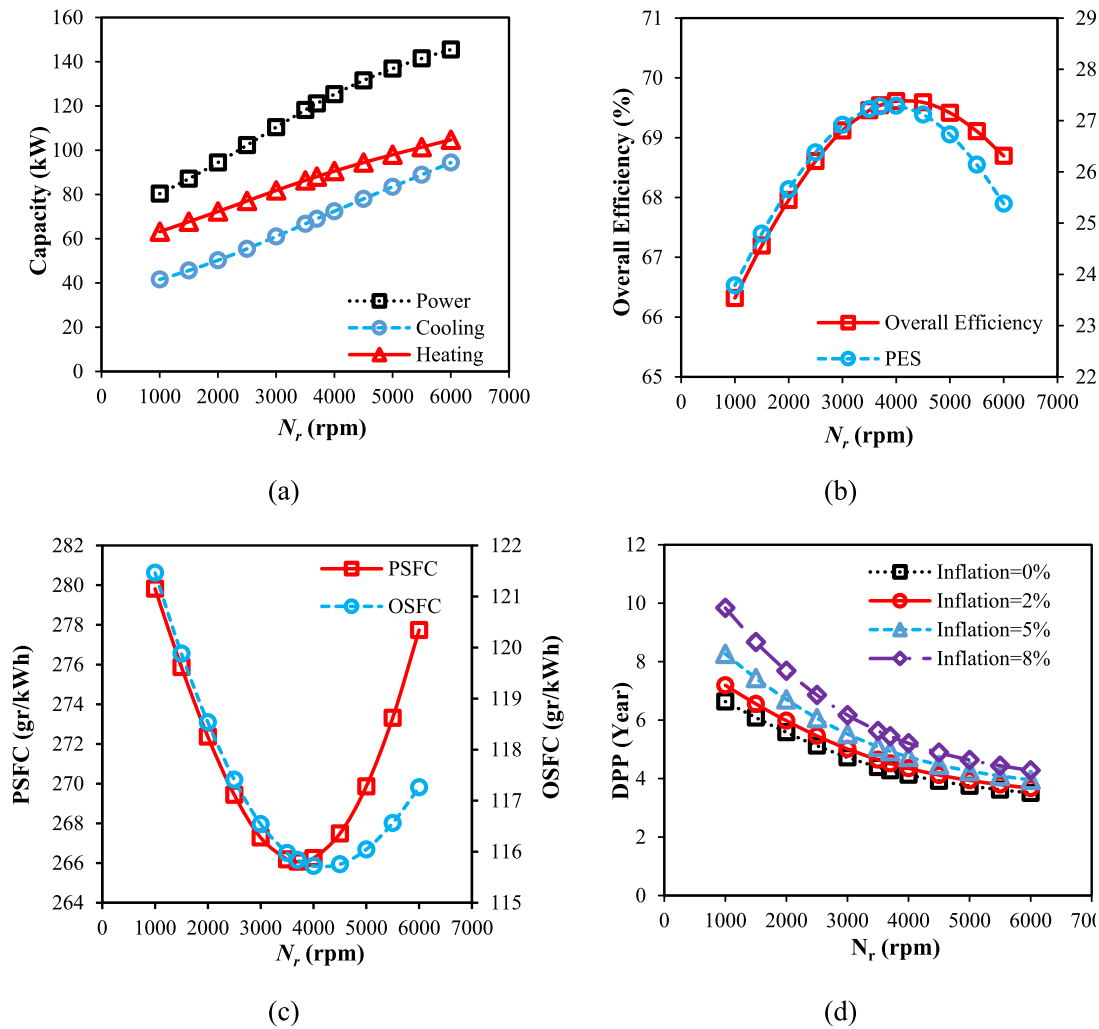 160
140
120
100
80
60
40
20
0
Capacity (kW)
Power
Cooling
Heating
0 1000 2000 3000 4000 5000 6000 7000
N_r (rpm)
(a)
71
70
69
68
67
66
65
Overall Efficiency (%)
29
28
27
26
25
24
23
22
Overall Efficiency
PES
0 1000 2000 3000 4000 5000 6000 7000
N_r (rpm)
(b)
282
280
278
276
274
272
270
268
266
264
PSFC (gr/kWh)
122
121
120
119
118
117
116
115
OSFC (gr/kWh)
PSFC
OSFC
0 1000 2000 3000 4000 5000 6000 7000
N_r (rpm)
(c)
12
10
8
6
4
2
0
DPP (Year)
Inflation=0%
Inflation=2%
Inflation=5%
Inflation=8%
0 1000 2000 3000 4000 5000 6000
N_r (rpm)
(d)